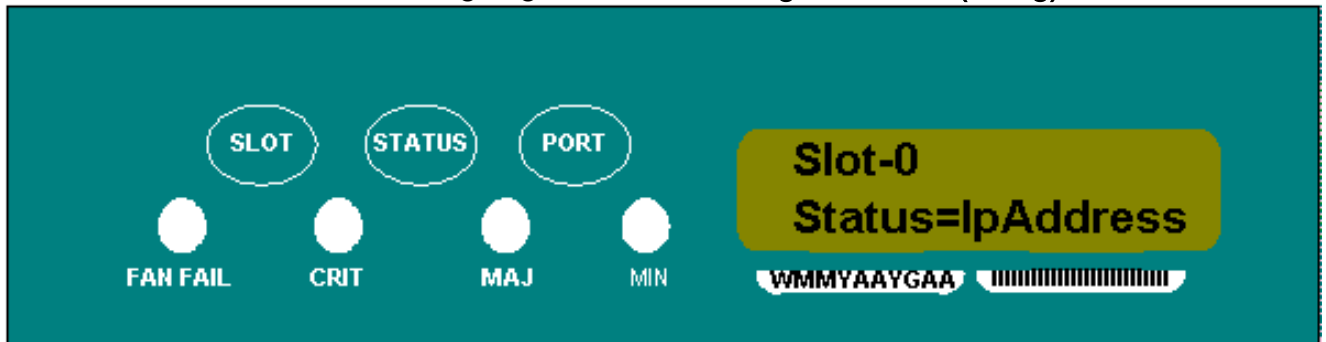 SLOT STATUS PORT
FAN FAIL CRIT MAJ MIN
Slot-0
Status=IpAddress
WMMYAAYGAA